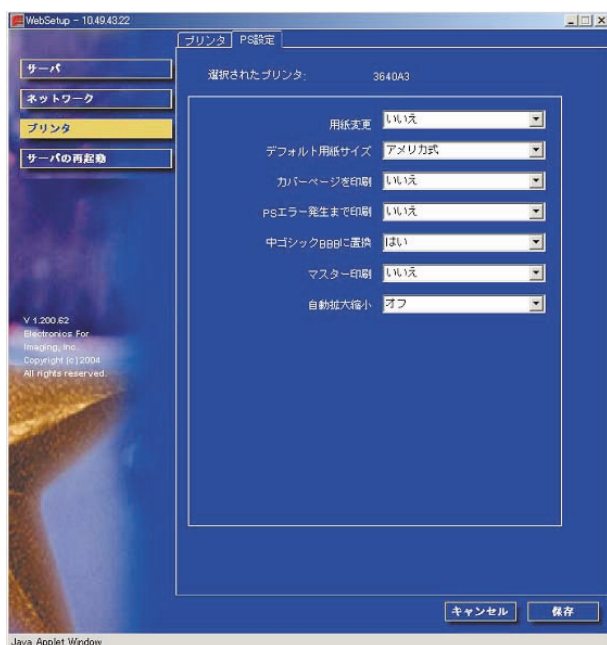 WebSetup - 10.49.43.22
プリンタ PS設定
サーバ
ネットワーク
プリンタ
サーバの再起動
選択されたプリンタ: 3640A3
用紙変更 いいえ
デフォルト用紙サイズ アメリカ式
カバーページを印刷 いいえ
PSエラー発生まで印刷 いいえ
中ゴシックBBBに置換 はい
マスター印刷 いいえ
自動拡大縮小 オフ
V 1.200.62
Electronics For
Imaging, Inc.
Copyright (c) 2004
All rights reserved.
キャンセル 保存
Java Applet Window